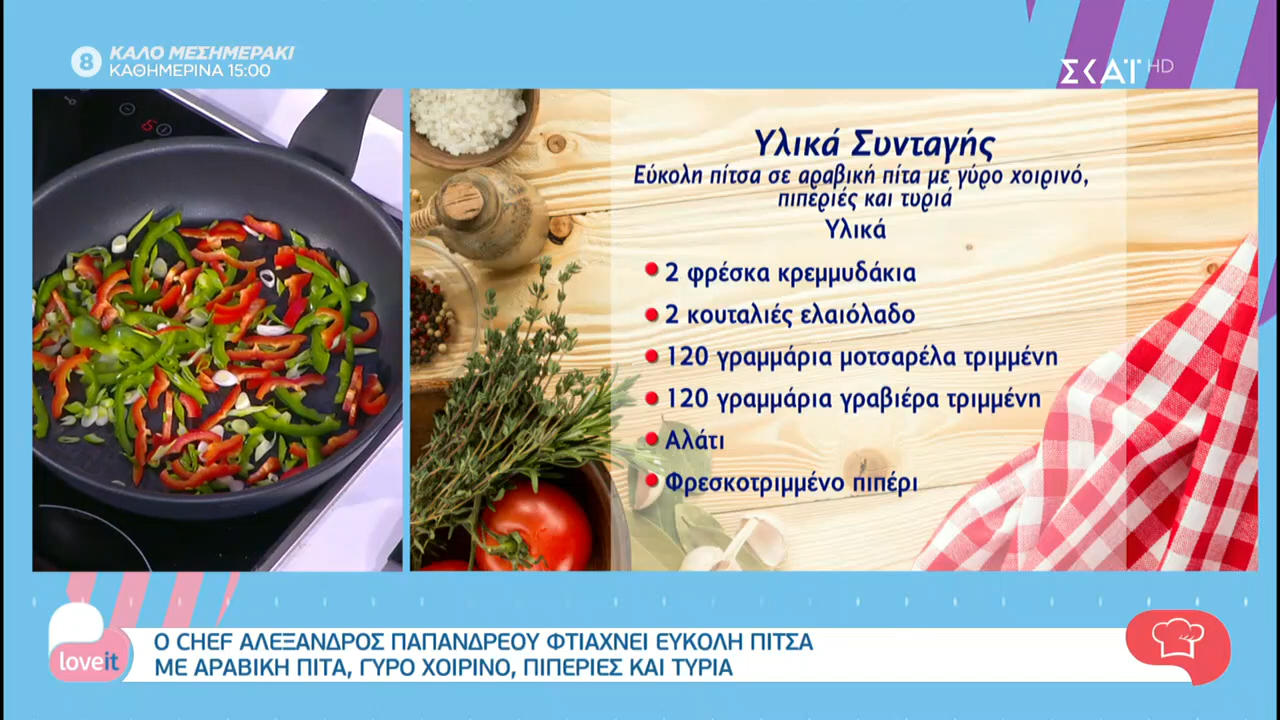 8 ΚΑΛΟ ΜΕΣΗΜΕΡΑΚΙ
ΚΑΘΗΜΕΡΙΝΑ 15:00
ΣΚΑΪ HD
Υλικά Συνταγής
Εύκολη πίτσα σε αραβική πίτα με γύρο χοιρινό,
πιπεριές και τυριά
Υλικά
2 φρέσκα κρεμμυδάκια
2 κουταλιές ελαιόλαδο
120 γραμμάρια μοτσαρέλα τριμμένη
120 γραμμάρια γραβιέρα τριμμένη
Αλάτι
Φρεσκοτριμμένο πιπέρι
loveit
Ο CHEF ΑΛΕΞΑΝΔΡΟΣ ΠΑΠΑΝΔΡΕΟΥ ΦΤΙΑΧΝΕΙ ΕΥΚΟΛΗ ΠΙΤΣΑ
ΜΕ ΑΡΑΒΙΚΗ ΠΙΤΑ, ΓΥΡΟ ΧΟΙΡΙΝΟ, ΠΙΠΕΡΙΕΣ ΚΑΙ ΤΥΡΙΑ